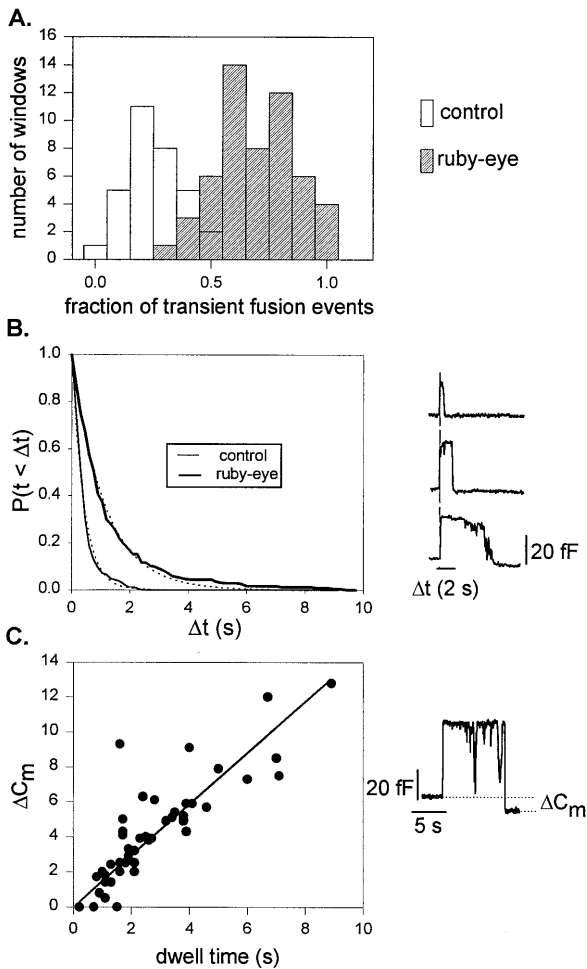 A.
16
14
12
10
8
6
4
2
0
number of windows
0.0 0.5 1.0
fraction of transient fusion events
control
ruby-eye
B.
1.0
0.8
0.6
0.4
0.2
0.0
P(t < Δt)
control
ruby-eye
0 2 4 6 8 10
Δt (s)
20 fF
Δt (2 s)
C.
14
12
10
8
6
4
2
0
ΔCm
0 2 4 6 8 10
dwell time (s)
20 fF
5 s
ΔCm